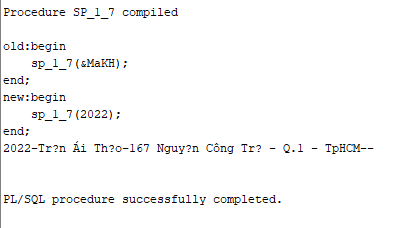 Procedure SP_1_7 compiled
old:begin
sp_1_7(&MaKH);
end;
new:begin
sp_1_7(2022);
end;
2022-Tr?n Ái Th?o-167 Nguy?n Công Tr? - Q.1 - TpHCM--
PL/SQL procedure successfully completed.